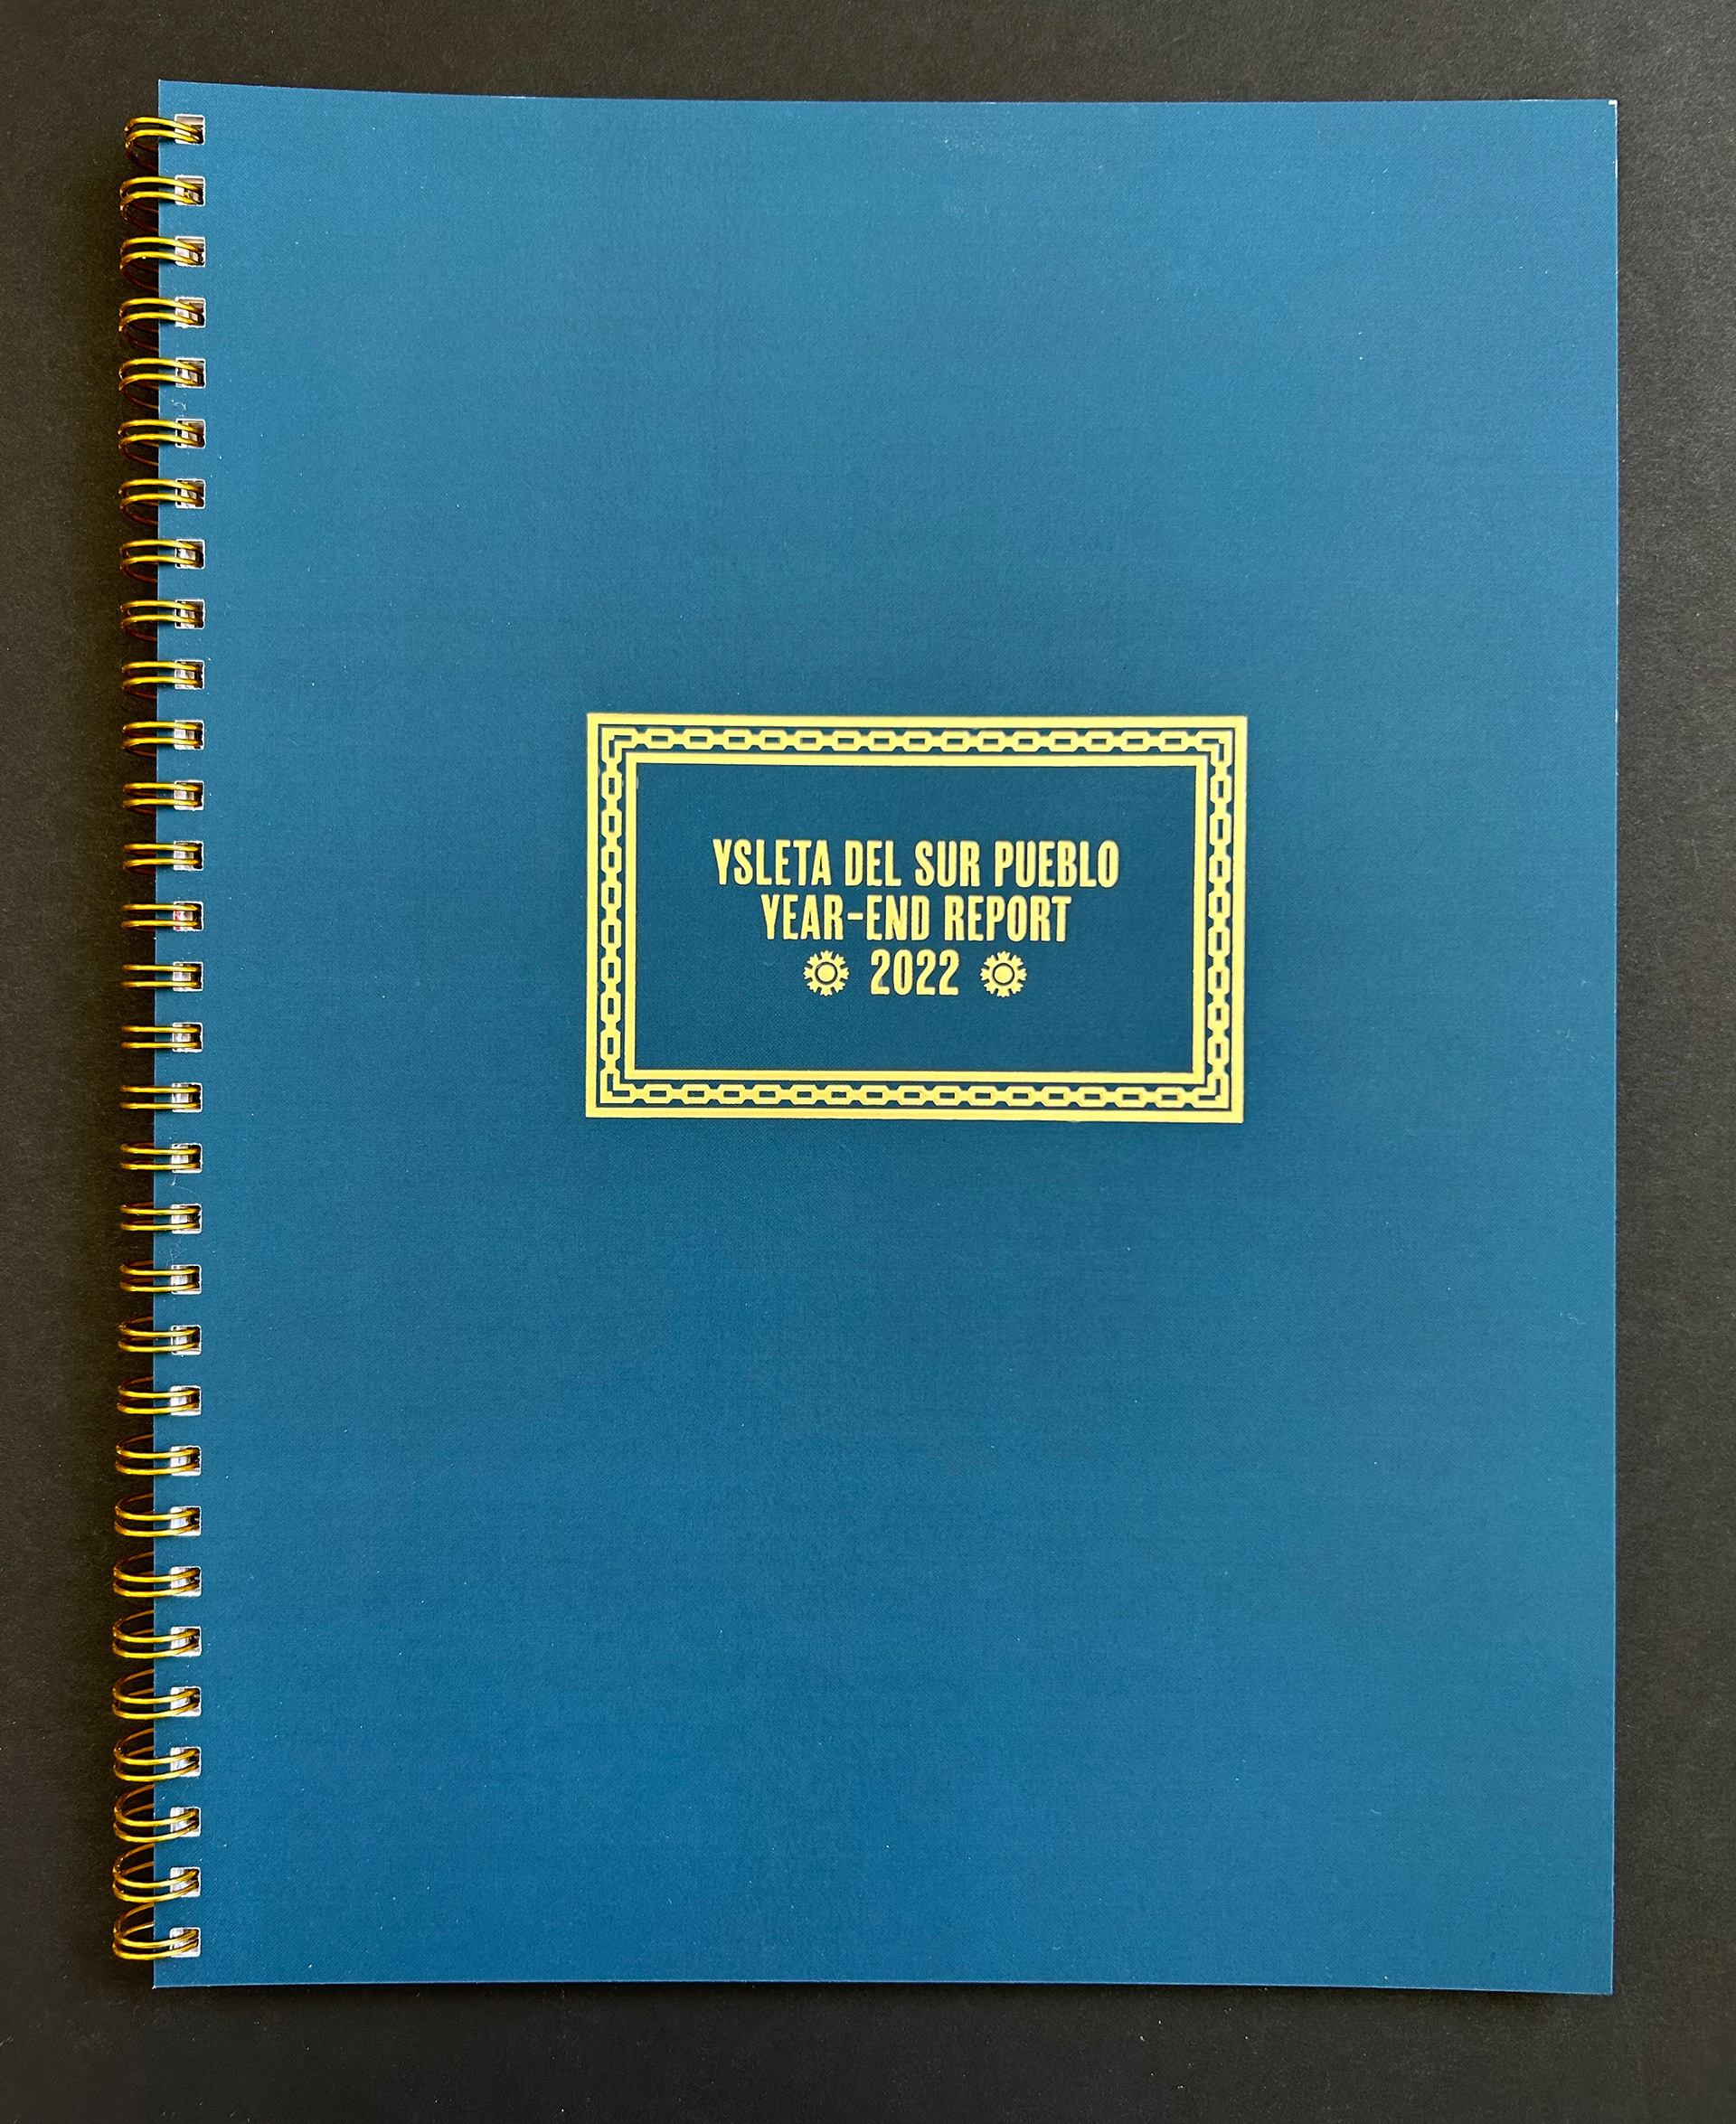 YSLETA DEL SUR PUEBLO
YEAR-END REPORT
2022